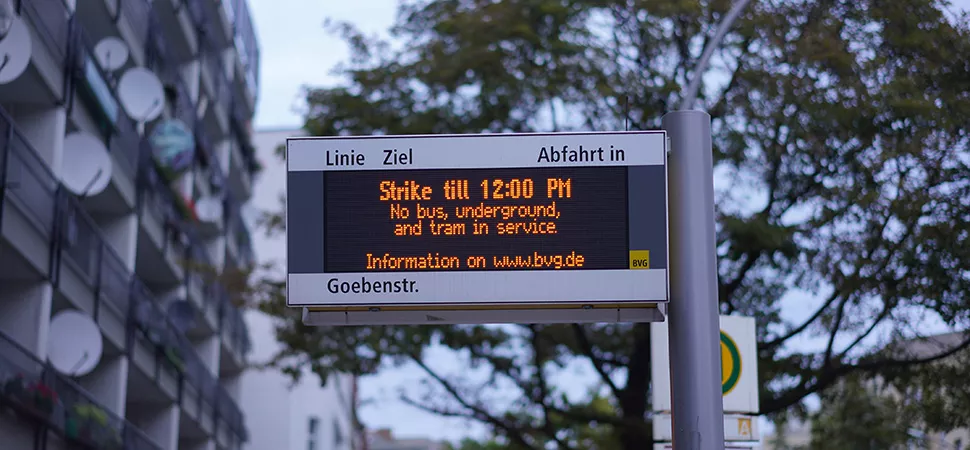 Linie Ziel Abfahrt in
Strike till 12:00 PM
No bus, underground,
and tram in service.
Information on www.bvg.de
BVG
Goebenstr.
A